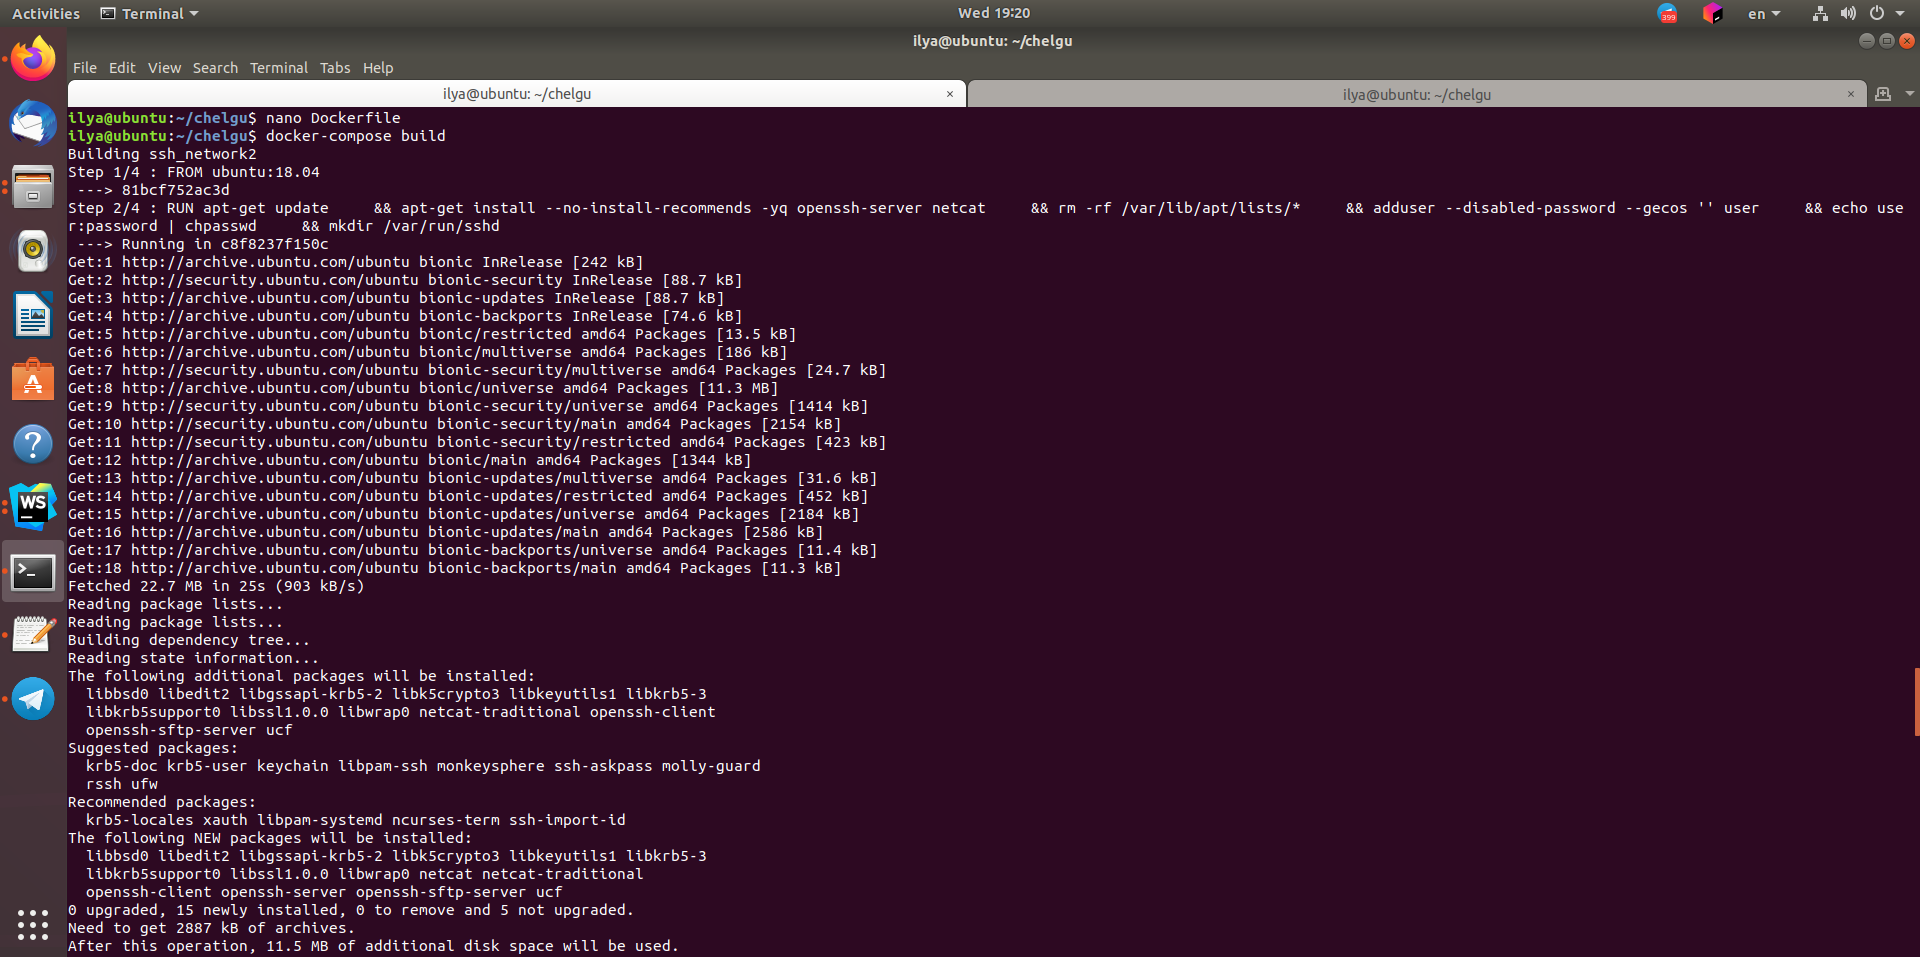 Activities Terminal Wed 19:20 399 en
ilya@ubuntu: ~/chelgu
File Edit View Search Terminal Tabs Help
ilya@ubuntu: ~/chelgu × ilya@ubuntu: ~/chelgu ×
ilya@ubuntu:~/chelgu$ nano Dockerfile
ilya@ubuntu:~/chelgu$ docker-compose build
Building ssh_network2
Step 1/4 : FROM ubuntu:18.04
 ---> 81bcf752ac3d
Step 2/4 : RUN apt-get update     && apt-get install --no-install-recommends -yq openssh-server netcat     && rm -rf /var/lib/apt/lists/*     && adduser --disabled-password --gecos '' user     && echo use
r:password | chpasswd     && mkdir /var/run/sshd
 ---> Running in c8f8237f150c
Get:1 http://archive.ubuntu.com/ubuntu bionic InRelease [242 kB]
Get:2 http://security.ubuntu.com/ubuntu bionic-security InRelease [88.7 kB]
Get:3 http://archive.ubuntu.com/ubuntu bionic-updates InRelease [88.7 kB]
Get:4 http://archive.ubuntu.com/ubuntu bionic-backports InRelease [74.6 kB]
Get:5 http://archive.ubuntu.com/ubuntu bionic/restricted amd64 Packages [13.5 kB]
Get:6 http://archive.ubuntu.com/ubuntu bionic/multiverse amd64 Packages [186 kB]
Get:7 http://security.ubuntu.com/ubuntu bionic-security/multiverse amd64 Packages [24.7 kB]
Get:8 http://archive.ubuntu.com/ubuntu bionic/universe amd64 Packages [11.3 MB]
Get:9 http://security.ubuntu.com/ubuntu bionic-security/universe amd64 Packages [1414 kB]
Get:10 http://security.ubuntu.com/ubuntu bionic-security/main amd64 Packages [2154 kB]
Get:11 http://security.ubuntu.com/ubuntu bionic-security/restricted amd64 Packages [423 kB]
Get:12 http://archive.ubuntu.com/ubuntu bionic/main amd64 Packages [1344 kB]
Get:13 http://archive.ubuntu.com/ubuntu bionic-updates/multiverse amd64 Packages [31.6 kB]
Get:14 http://archive.ubuntu.com/ubuntu bionic-updates/restricted amd64 Packages [452 kB]
Get:15 http://archive.ubuntu.com/ubuntu bionic-updates/universe amd64 Packages [2184 kB]
Get:16 http://archive.ubuntu.com/ubuntu bionic-updates/main amd64 Packages [2586 kB]
Get:17 http://archive.ubuntu.com/ubuntu bionic-backports/universe amd64 Packages [11.4 kB]
Get:18 http://archive.ubuntu.com/ubuntu bionic-backports/main amd64 Packages [11.3 kB]
Fetched 22.7 MB in 25s (903 kB/s)
Reading package lists...
Reading package lists...
Building dependency tree...
Reading state information...
The following additional packages will be installed:
  libbsd0 libedit2 libgssapi-krb5-2 libk5crypto3 libkeyutils1 libkrb5-3
  libkrb5support0 libssl1.0.0 libwrap0 netcat-traditional openssh-client
  openssh-sftp-server ucf
Suggested packages:
  krb5-doc krb5-user keychain libpam-ssh monkeysphere ssh-askpass molly-guard
  rssh ufw
Recommended packages:
  krb5-locales xauth libpam-systemd ncurses-term ssh-import-id
The following NEW packages will be installed:
  libbsd0 libedit2 libgssapi-krb5-2 libk5crypto3 libkeyutils1 libkrb5-3
  libkrb5support0 libssl1.0.0 libwrap0 netcat netcat-traditional
  openssh-client openssh-server openssh-sftp-server ucf
0 upgraded, 15 newly installed, 0 to remove and 5 not upgraded.
Need to get 2887 kB of archives.
After this operation, 11.5 MB of additional disk space will be used.
WS